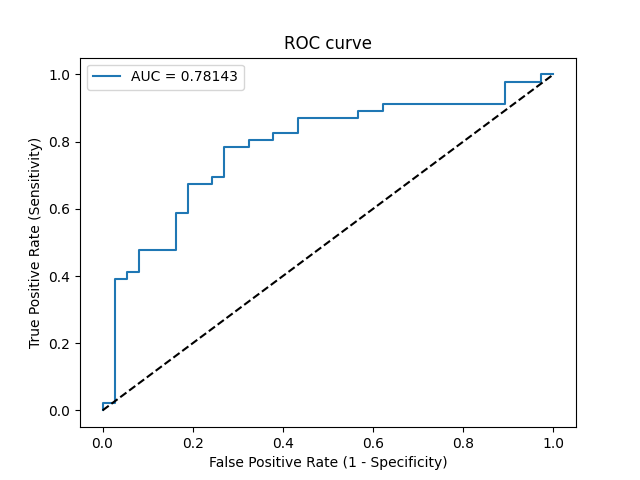 ROC curve
AUC = 0.78143
True Positive Rate (Sensitivity)
1.0
0.8
0.6
0.4
0.2
0.0
0.0 0.2 0.4 0.6 0.8 1.0
False Positive Rate (1 - Specificity)